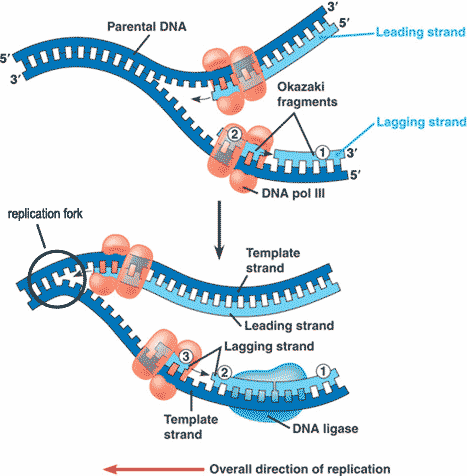 3′
Parental DNA
5′
Leading strand
5′
3′
Okazaki
fragments
Lagging strand
2
1
3′
5′
DNA pol III
replication fork
Template
strand
Leading strand
Lagging strand
3
2
1
Template
strand
DNA ligase
Overall direction of replication